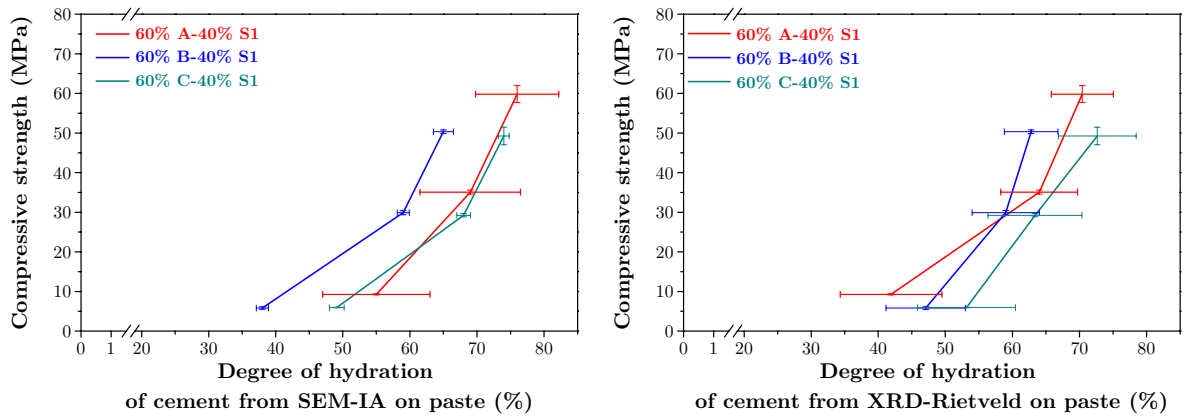 80
70
60
50
40
30
20
10
0
Compressive strength (MPa)
60% A-40% S1
60% B-40% S1
60% C-40% S1
0 1 20 30 40 50 60 70 80
Degree of hydration
of cement from SEM-IA on paste (%)
80
70
60
50
40
30
20
10
0
Compressive strength (MPa)
60% A-40% S1
60% B-40% S1
60% C-40% S1
0 1 20 30 40 50 60 70 80
Degree of hydration
of cement from XRD-Rietveld on paste (%)